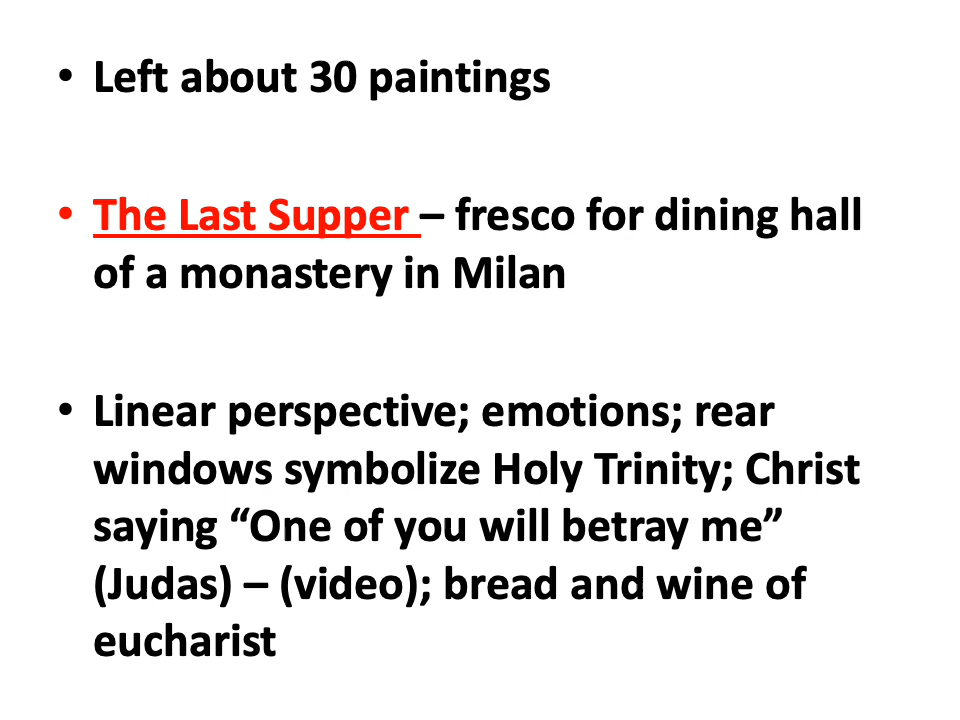 • Left about 30 paintings
• The Last Supper – fresco for dining hall
of a monastery in Milan
• Linear perspective; emotions; rear
windows symbolize Holy Trinity; Christ
saying “One of you will betray me”
(Judas) – (video); bread and wine of
eucharist